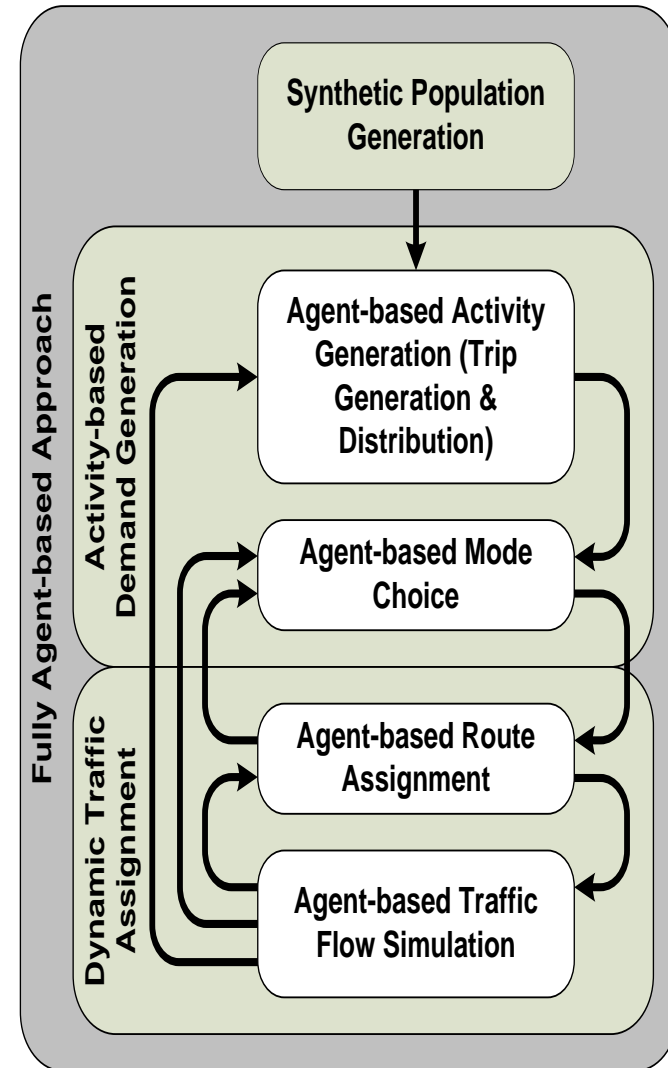 Fully Agent-based Approach
Synthetic Population
Generation
Activity-based
Demand Generation
Agent-based Activity
Generation (Trip
Generation &
Distribution)
Agent-based Mode
Choice
Dynamic Traffic
Assignment
Agent-based Route
Assignment
Agent-based Traffic
Flow Simulation